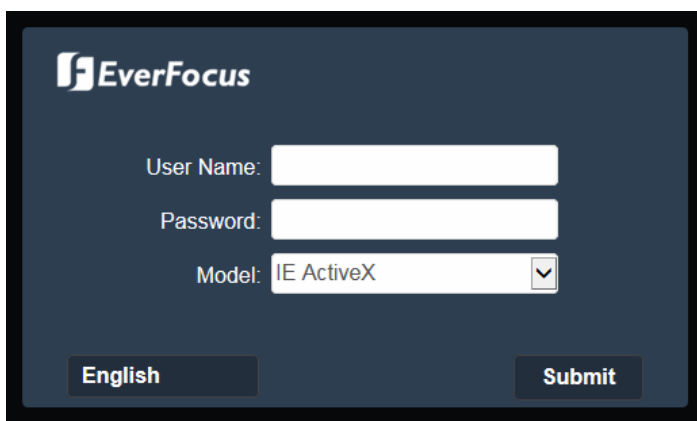 EverFocus
User Name:
Password:
Model: IE ActiveX
English Submit